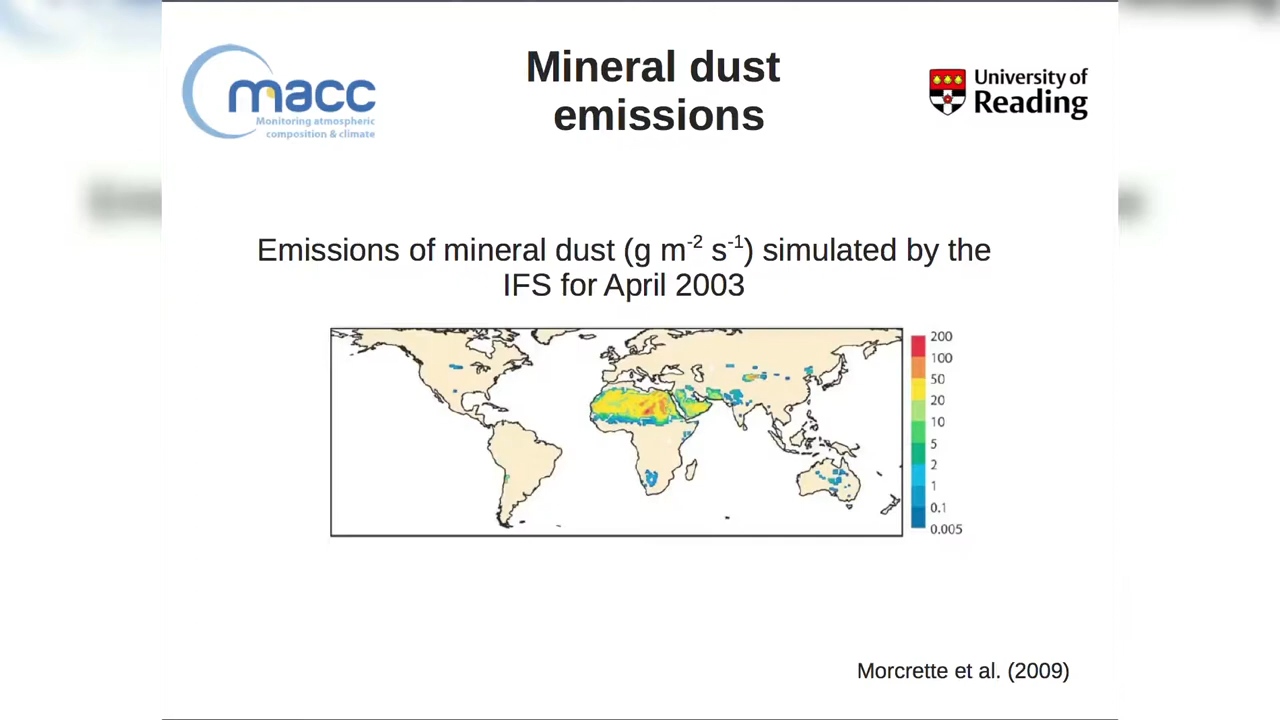 Mineral dust
emissions
macc
Monitoring atmospheric
composition & climate
University of
Reading
Emissions of mineral dust (g m⁻² s⁻¹) simulated by the
IFS for April 2003
200
100
50
20
10
5
2
1
0.1
0.005
Morcrette et al. (2009)